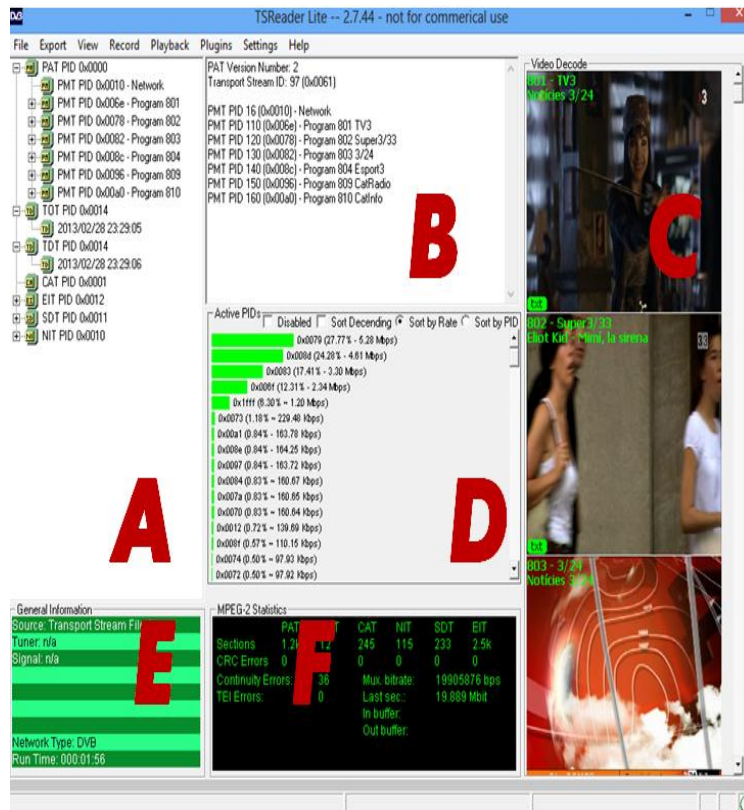 TSReader Lite -- 2.7.44 - not for commerical use
File Export View Record Playback Plugins Settings Help
PAT PID 0x0000
PMT PID 0x0010 - Network
PMT PID 0x006e - Program 801
PMT PID 0x0078 - Program 802
PMT PID 0x0082 - Program 803
PMT PID 0x008c - Program 804
PMT PID 0x0096 - Program 809
PMT PID 0x00a0 - Program 810
TOT PID 0x0014
2013/02/28 23:29:05
TDT PID 0x0014
2013/02/28 23:29:06
CAT PID 0x0001
EIT PID 0x0012
SDT PID 0x0011
NIT PID 0x0010
A
PAT Version Number: 2
Transport Stream ID: 97 (0x0061)
PMT PID 16 (0x0010) - Network
PMT PID 110 (0x006e) - Program 801 TV3
PMT PID 120 (0x0078) - Program 802 Super3/33
PMT PID 130 (0x0082) - Program 803 3/24
PMT PID 140 (0x008c) - Program 804 Esport3
PMT PID 150 (0x0096) - Program 809 CatRadio
PMT PID 160 (0x00a0) - Program 810 CatInfo
B
Active PIDs
Disabled Sort Decending Sort by Rate Sort by PID
0x0079 (27.77% - 5.28 Mbps)
0x008d (24.28% - 4.61 Mbps)
0x0083 (17.41% - 3.30 Mbps)
0x006f (12.31% - 2.34 Mbps)
0x1fff (6.30% ~ 1.20 Mbps)
0x0073 (1.18% ~ 229.48 Kbps)
0x00a1 (0.84% - 163.78 Kbps)
0x008e (0.84% - 164.25 Kbps)
0x0097 (0.84% - 163.72 Kbps)
0x0084 (0.83% ~ 160.67 Kbps)
0x007a (0.83% ~ 160.65 Kbps)
0x0070 (0.83% ~ 160.64 Kbps)
0x0012 (0.72% ~ 139.69 Kbps)
0x008f (0.57% ~ 110.15 Kbps)
0x0074 (0.50% ~ 97.93 Kbps)
0x0072 (0.50% ~ 97.92 Kbps)
D
Video Decode
801 - TV3
Notícies 3/24
3
C
txt
802 - Super3/33
Eliot Kid - Mimí, la sirena
33
txt
803 - 3/24
Notícies 3/24
General Information
Source: Transport Stream
Tuner: n/a
Signal: n/a
Network Type: DVB
Run Time: 000:01:56
E
MPEG-2 Statistics
PAT CAT NIT SDT EIT
Sections 1.2k 12 245 115 233 2.5k
CRC Errors 0 0 0 0 0
Continuity Errors: 36 Mux. bitrate: 19905876 bps
TEI Errors: 0 Last sec.: 19.889 Mbit
In buffer:
Out buffer:
F